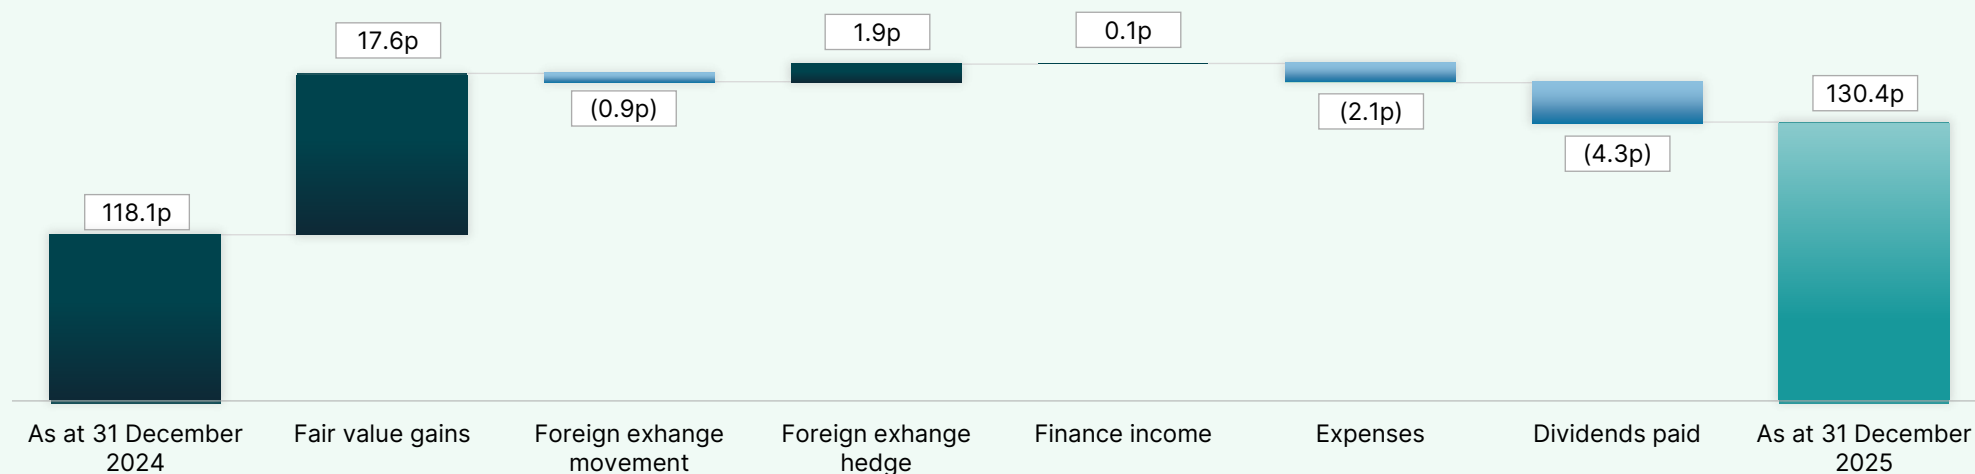 17.6p
1.9p
0.1p
(0.9p)
(2.1p)
130.4p
(4.3p)
118.1p
As at 31 December
2024
Fair value gains
Foreign exhange
movement
Foreign exhange
hedge
Finance income
Expenses
Dividends paid
As at 31 December
2025